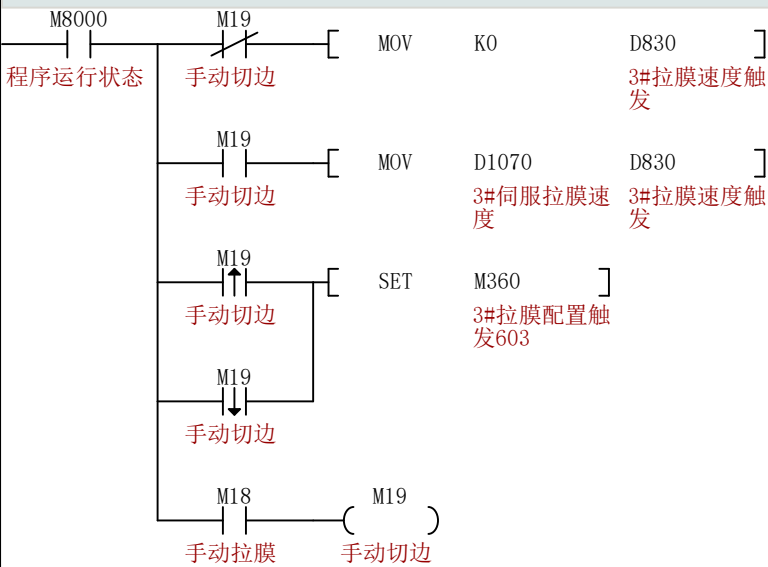 M8000 M19
MOV K0 D830
程序运行状态 手动切边 3#拉膜速度触
发
M19
MOV D1070 D830
手动切边 3#伺服拉膜速 3#拉膜速度触
度 发
M19
SET M360
手动切边 3#拉膜配置触
发603
M19
手动切边
M18 M19
手动拉膜 手动切边